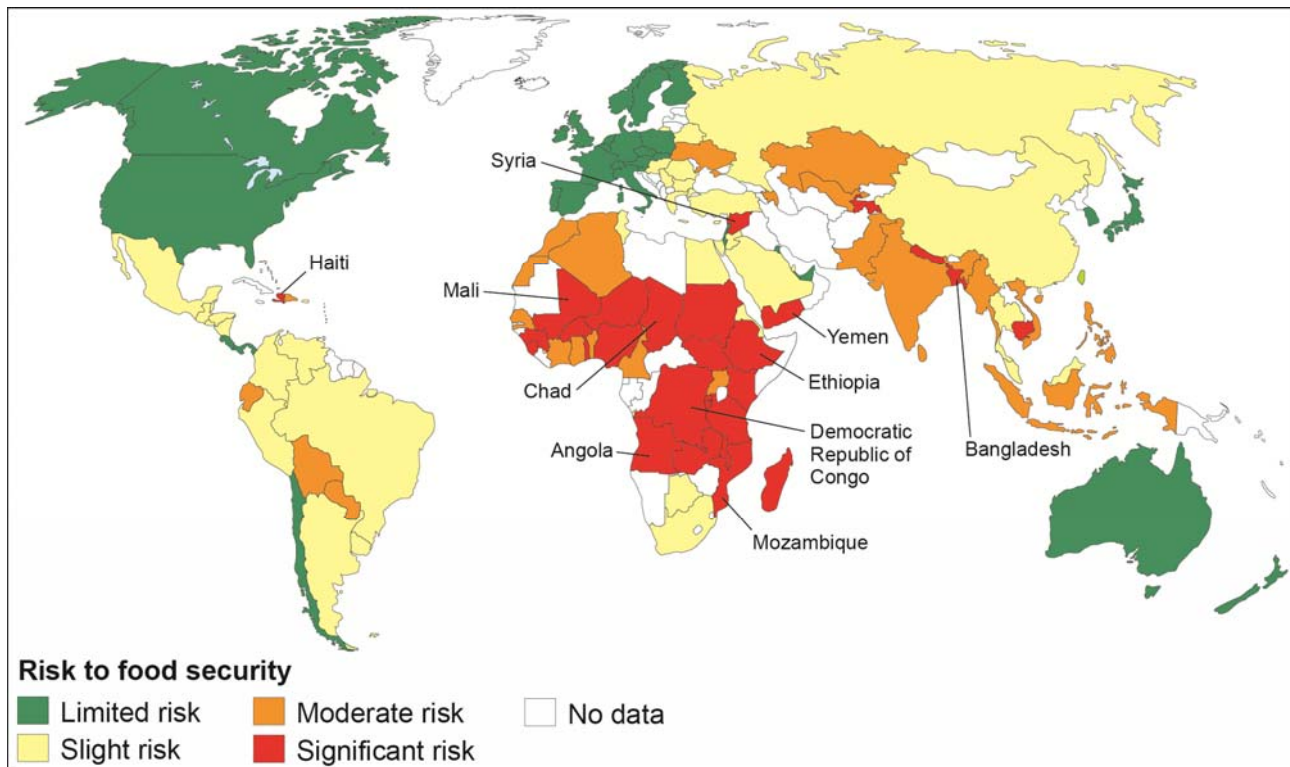 Syria
Haiti
Mali
Yemen
Chad
Ethiopia
Angola
Democratic
Republic of
Congo
Bangladesh
Mozambique
Risk to food security
Limited risk
Moderate risk
No data
Slight risk
Significant risk